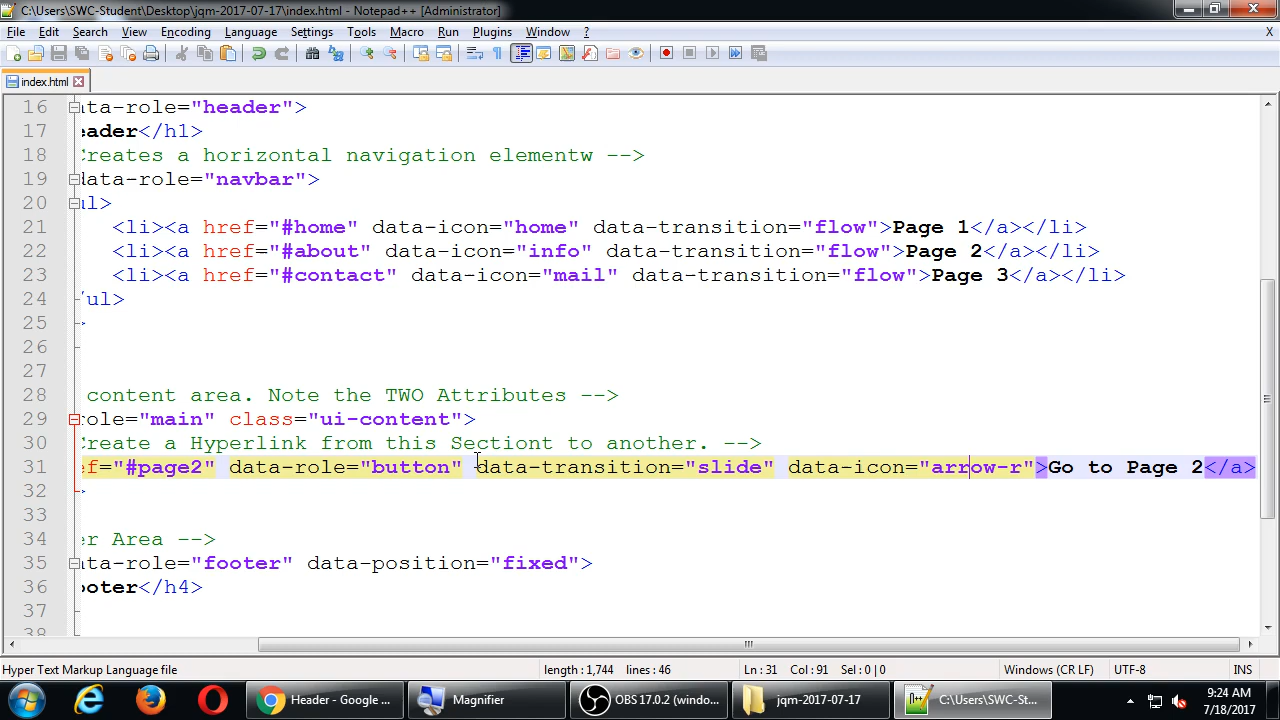 C:\Users\SWC-Student\Desktop\jqm-2017-07-17\index.html - Notepad++ [Administrator]
File Edit Search View Encoding Language Settings Tools Macro Run Plugins Window ? X
index.html
16 ata-role="header">
17 eader</h1>
18 Creates a horizontal navigation elementw -->
19 data-role="navbar">
20 ul>
21 <li><a href="#home" data-icon="home" data-transition="flow">Page 1</a></li>
22 <li><a href="#about" data-icon="info" data-transition="flow">Page 2</a></li>
23 <li><a href="#contact" data-icon="mail" data-transition="flow">Page 3</a></li>
24 /ul>
25 >
26
27
28 content area. Note the TWO Attributes -->
29 role="main" class="ui-content">
30 Create a Hyperlink from this Sectiont to another. -->
31 ef="#page2" data-role="button" data-transition="slide" data-icon="arrow-r">Go to Page 2</a>
32 >
33
34 er Area -->
35 ata-role="footer" data-position="fixed">
36 ooter</h4>
37
38
Hyper Text Markup Language file length : 1,744 lines : 46 Ln : 31 Col : 91 Sel : 0 | 0 Windows (CR LF) UTF-8 INS
Header - Google ... Magnifier OBS 17.0.2 (windo... jqm-2017-07-17 C:\Users\SWC-St... 9:24 AM
7/18/2017